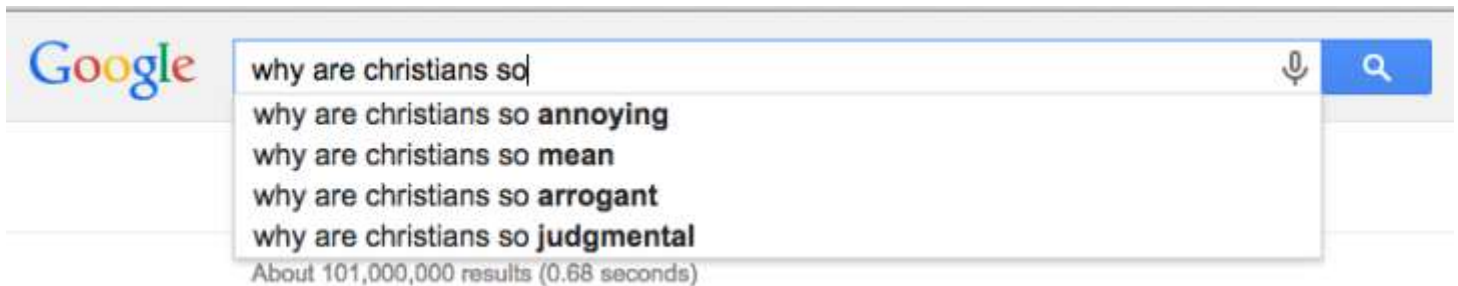 Google
why are christians so
why are christians so annoying
why are christians so mean
why are christians so arrogant
why are christians so judgmental
About 101,000,000 results (0.68 seconds)